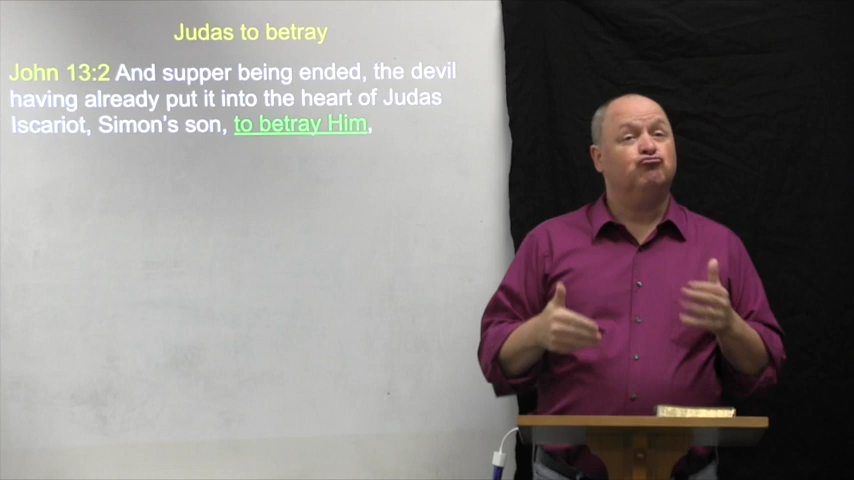 Judas to betray
John 13:2 And supper being ended, the devil
having already put it into the heart of Judas
Iscariot, Simon's son, to betray Him,